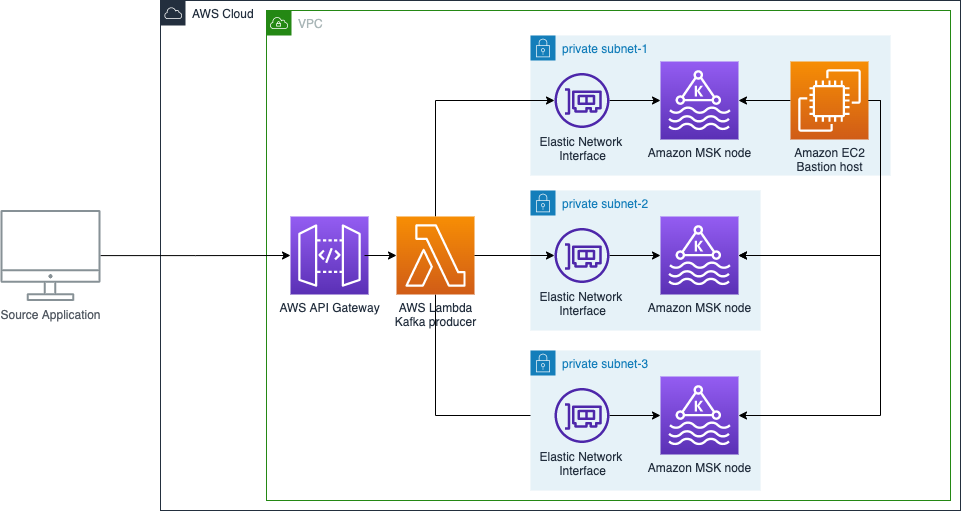 AWS Cloud
VPC
private subnet-1
Elastic Network
Interface
K
Amazon MSK node
Amazon EC2
Bastion host
private subnet-2
Elastic Network
Interface
K
Amazon MSK node
Source Application
</>
AWS API Gateway
AWS Lambda
Kafka producer
private subnet-3
Elastic Network
Interface
K
Amazon MSK node